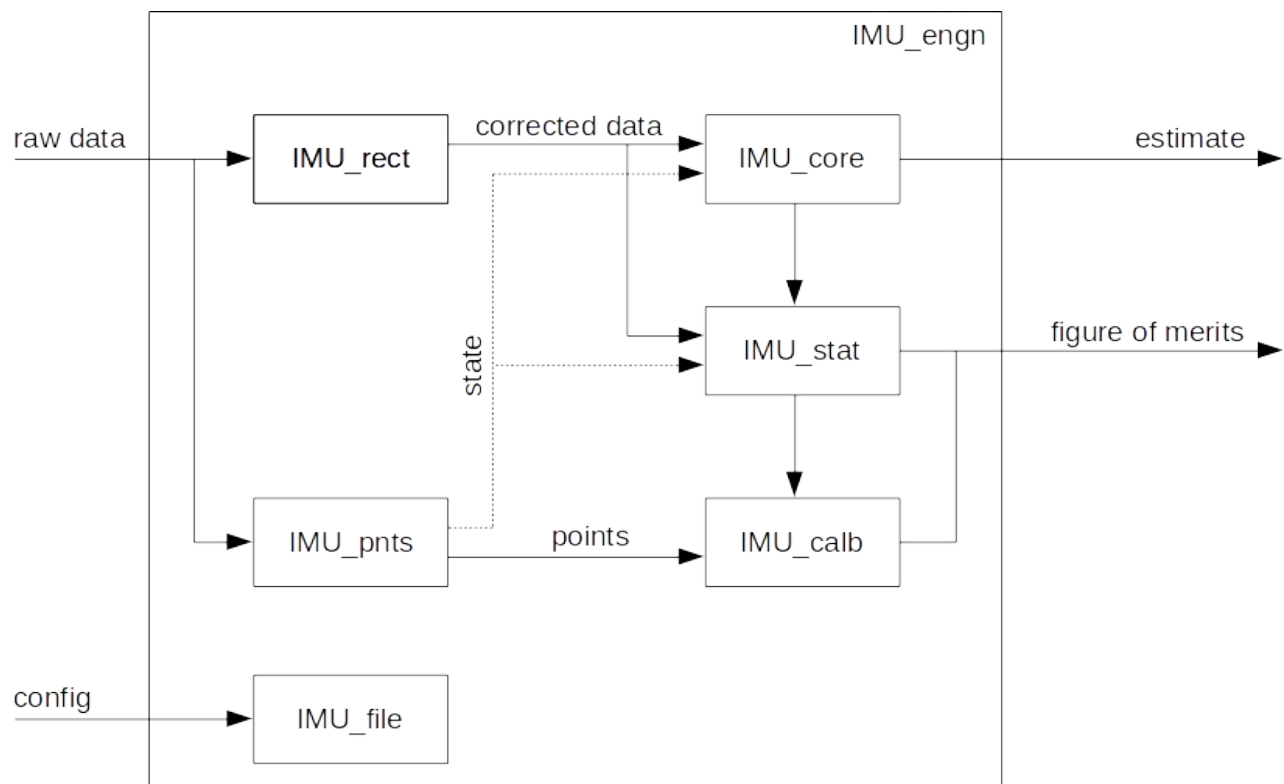 IMU_engn
raw data
IMU_rect
corrected data
IMU_core
estimate
state
IMU_stat
figure of merits
IMU_pnts
points
IMU_calb
config
IMU_file